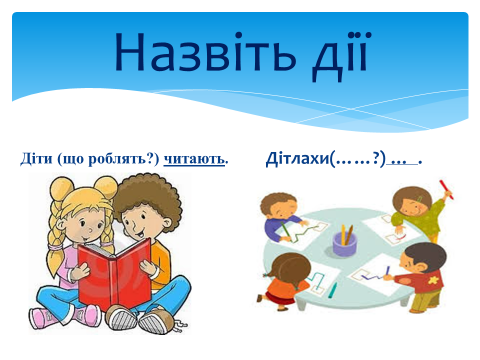 Назвіть дії
Діти (що роблять?) читають.
Дітлахи(……?) … .